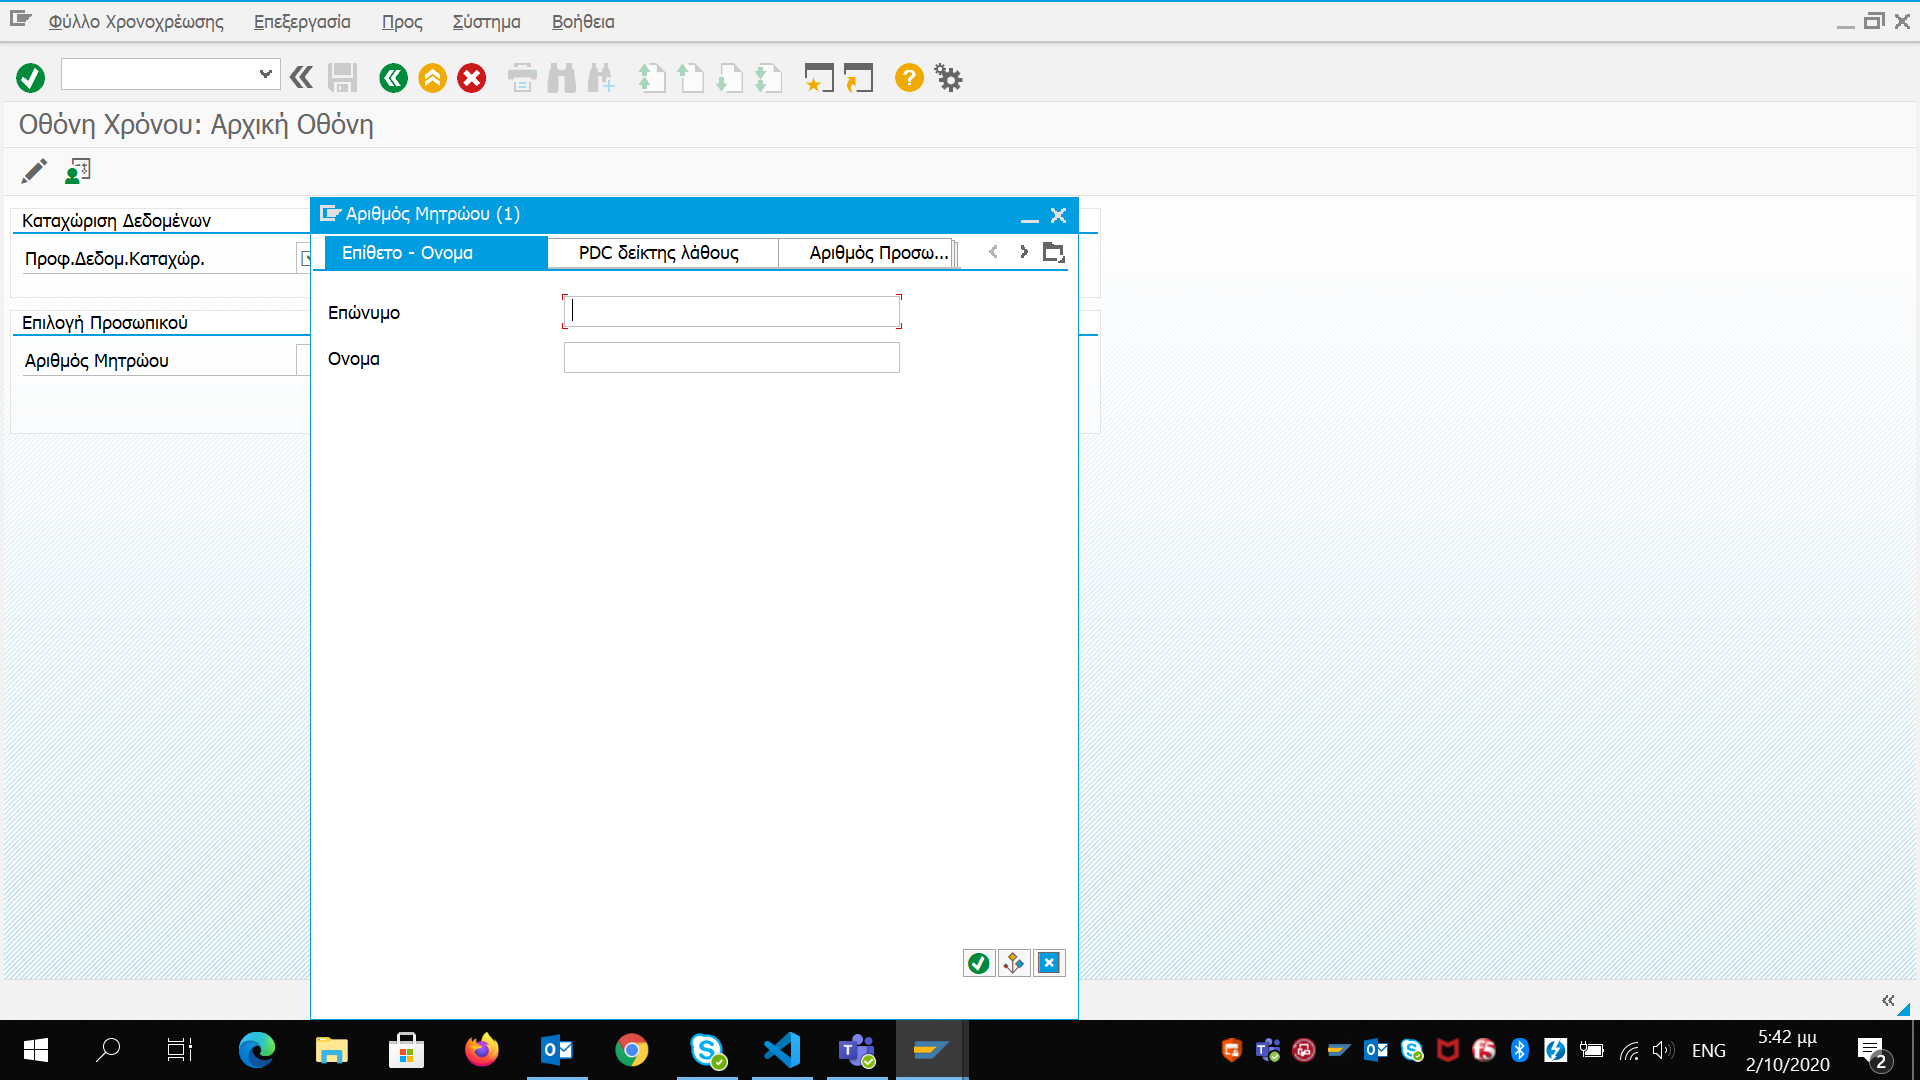 Φύλλο Χρονοχρέωσης Επεξεργασία Προς Σύστημα Βοήθεια
Οθόνη Χρόνου: Αρχική Οθόνη
Καταχώριση Δεδομένων
Προφ.Δεδομ.Καταχώρ.
Επιλογή Προσωπικού
Αριθμός Μητρώου
Αριθμός Μητρώου (1)
Επίθετο - Ονομα PDC δείκτης λάθους Αριθμός Προσω...
Επώνυμο
Ονομα
ENG
5:42 μμ
2/10/2020
2